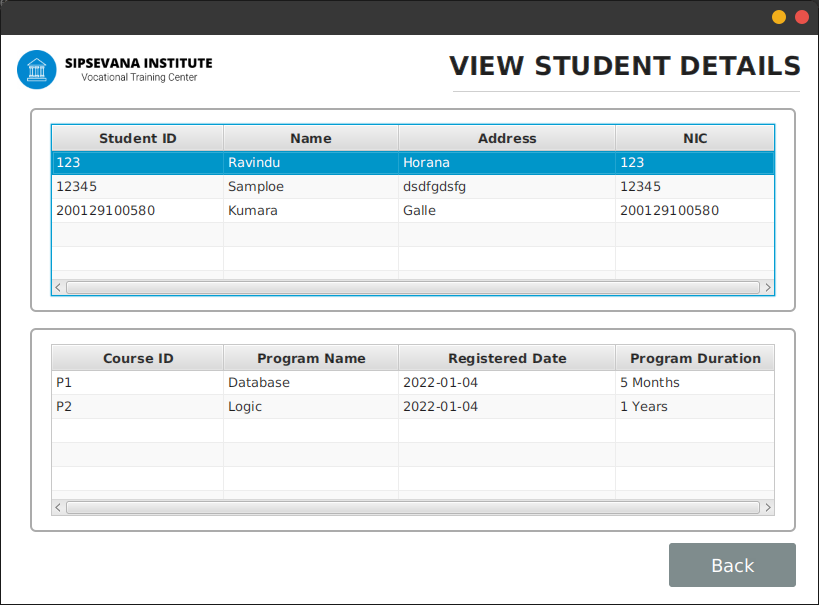 SIPSEVANA INSTITUTE
Vocational Training Center
VIEW STUDENT DETAILS
Student ID Name Address NIC
123 Ravindu Horana 123
12345 Samploe dsdfgdsfg 12345
200129100580 Kumara Galle 200129100580
Course ID Program Name Registered Date Program Duration
P1 Database 2022-01-04 5 Months
P2 Logic 2022-01-04 1 Years
Back